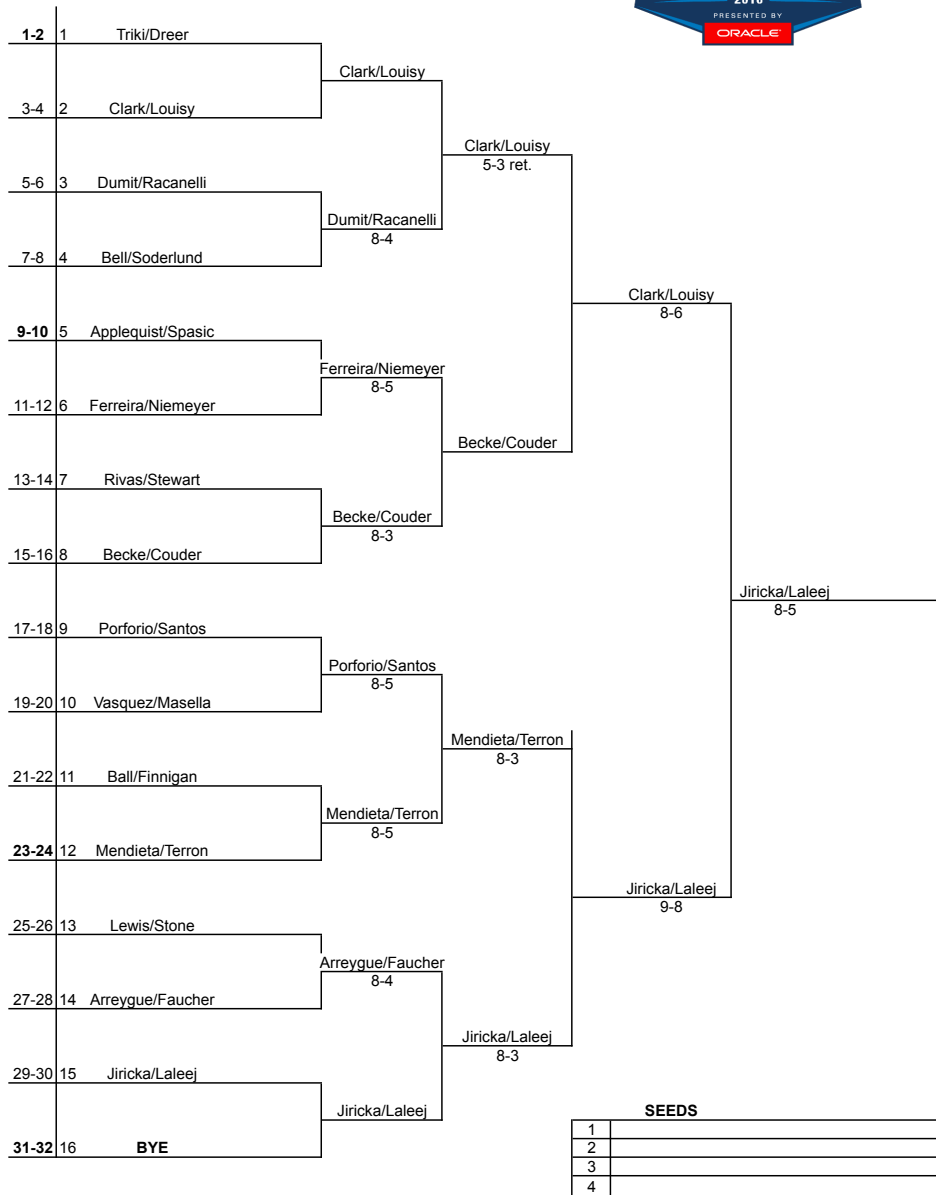 2016
PRESENTED BY
ORACLE
1-2 1 Triki/Dreer
Clark/Louisy
3-4 2 Clark/Louisy
Clark/Louisy
5-3 ret.
5-6 3 Dumit/Racanelli
Dumit/Racanelli
8-4
7-8 4 Bell/Soderlund
Clark/Louisy
8-6
9-10 5 Applequist/Spasic
Ferreira/Niemeyer
8-5
11-12 6 Ferreira/Niemeyer
Becke/Couder
13-14 7 Rivas/Stewart
Becke/Couder
8-3
15-16 8 Becke/Couder
Jiricka/Laleej
8-5
17-18 9 Porforio/Santos
Porforio/Santos
8-5
19-20 10 Vasquez/Masella
Mendieta/Terron
8-3
21-22 11 Ball/Finnigan
Mendieta/Terron
8-5
23-24 12 Mendieta/Terron
Jiricka/Laleej
9-8
25-26 13 Lewis/Stone
Arreygue/Faucher
8-4
27-28 14 Arreygue/Faucher
Jiricka/Laleej
8-3
29-30 15 Jiricka/Laleej
Jiricka/Laleej
31-32 16 BYE
SEEDS
1
2
3
4